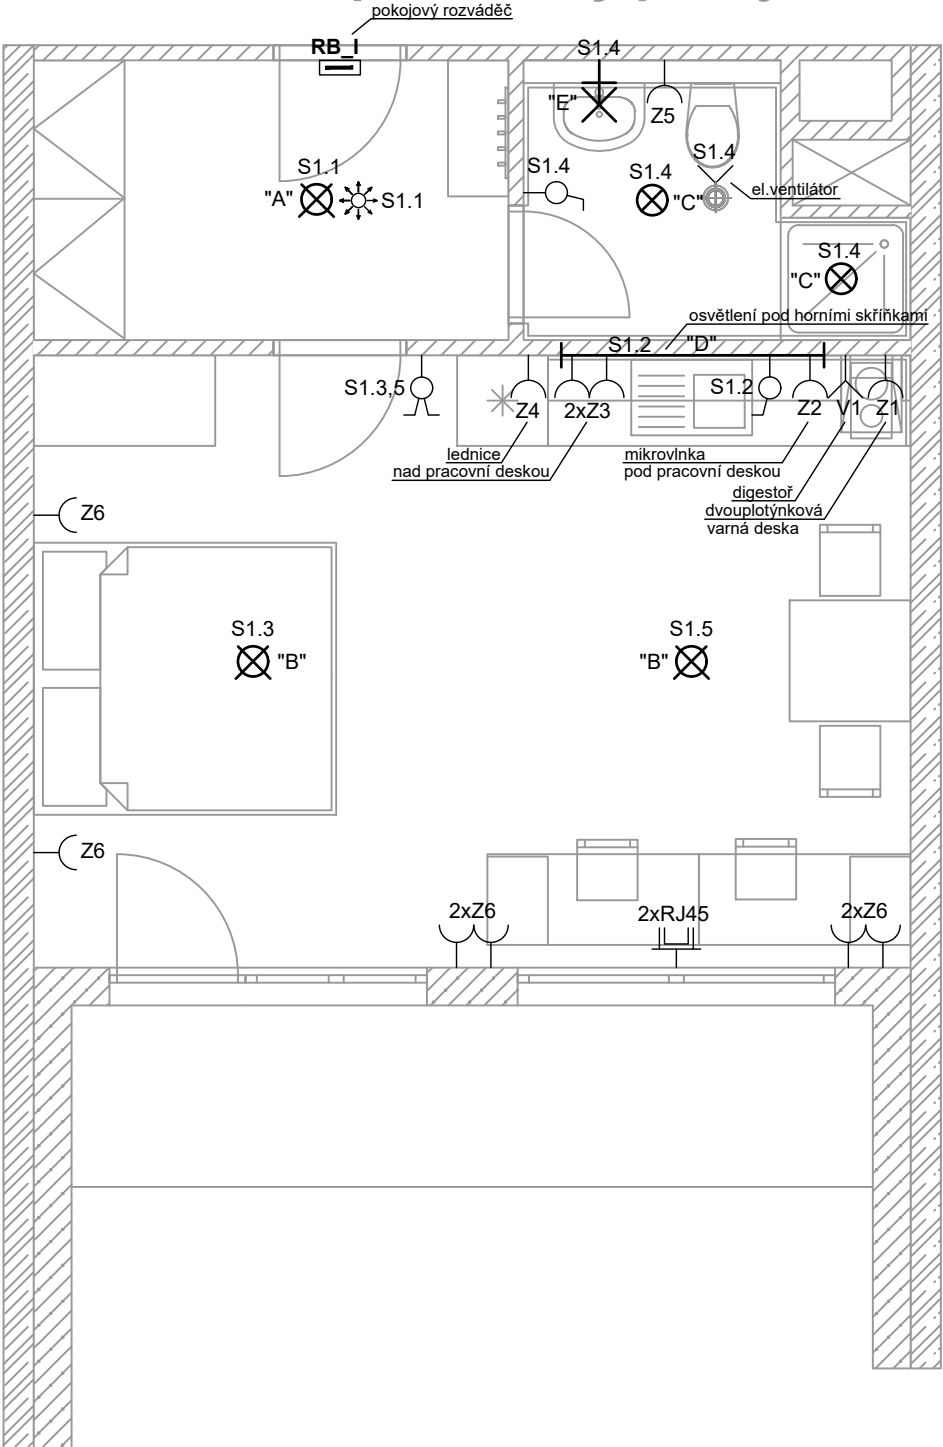 pokojový rozváděč
RB_I
S1.4
"E"
Z5
S1.1
"A"
S1.1
S1.4
S1.4
"C"
S1.4
el.ventilátor
S1.4
"C"
osvětlení pod horními skříňkami
S1.2
"D"
S1.3,5
Z4
2xZ3
S1.2
Z2
V1
Z1
lednice
nad pracovní deskou
mikrovlnka
pod pracovní deskou
digestoř
dvouplotýnková
varná deska
Z6
S1.3
"B"
S1.5
"B"
Z6
2xZ6
2xRJ45
2xZ6